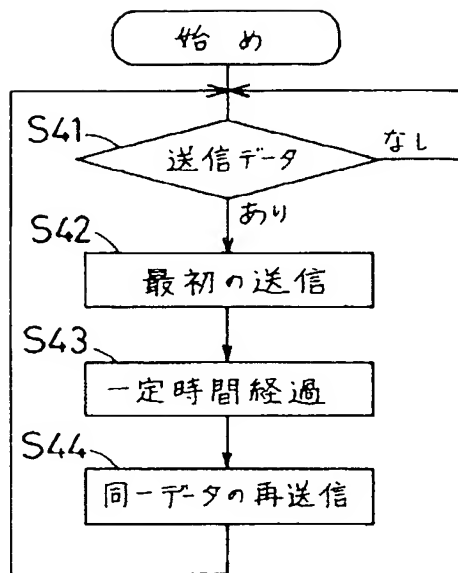 始め
S41
送信データ
なし
あり
S42
最初の送信
S43
一定時間経過
S44
同一データの再送信